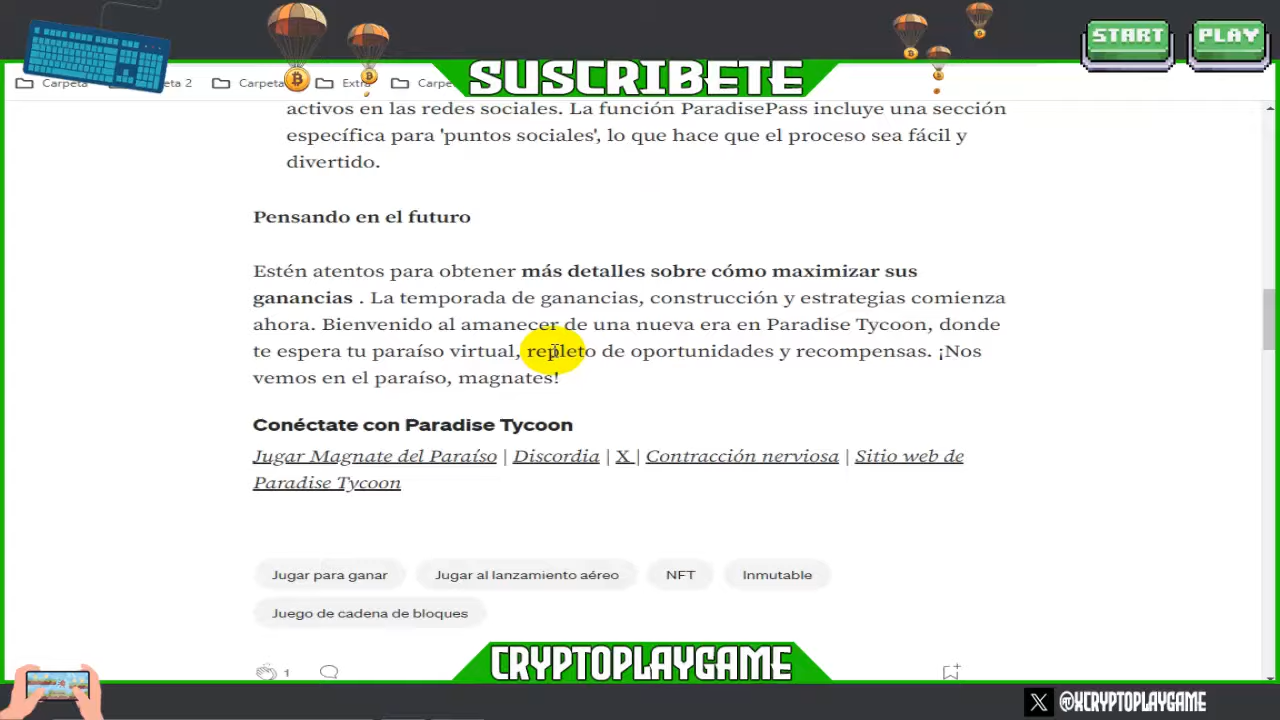 START PLAY
SUSCRIBETE
Carpeta
eta 2
Carpeta
Extra
Carpe
activos en las redes sociales. La función ParadisePass incluye una sección
específica para 'puntos sociales', lo que hace que el proceso sea fácil y
divertido.
Pensando en el futuro
Estén atentos para obtener más detalles sobre cómo maximizar sus
ganancias . La temporada de ganancias, construcción y estrategias comienza
ahora. Bienvenido al amanecer de una nueva era en Paradise Tycoon, donde
te espera tu paraíso virtual, repleto de oportunidades y recompensas. ¡Nos
vemos en el paraíso, magnates!
Conéctate con Paradise Tycoon
Jugar Magnate del Paraíso | Discordia | X | Contracción nerviosa | Sitio web de
Paradise Tycoon
Jugar para ganar
Jugar al lanzamiento aéreo
NFT
Inmutable
Juego de cadena de bloques
1
CRYPTOPLAYGAME
@XCRYPTOPLAYGAME